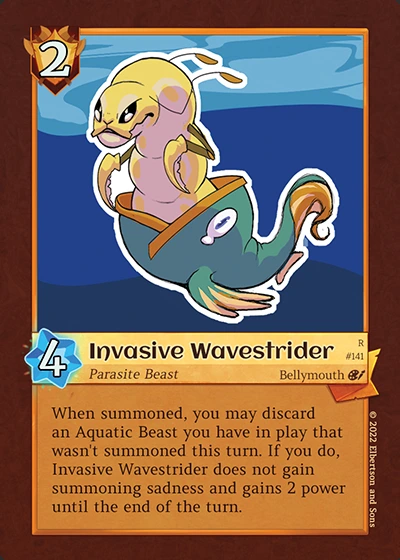 2
4
Invasive Wavestrider
R
#141
Parasite Beast
Bellymouth
When summoned, you may discard
an Aquatic Beast you have in play that
wasn't summoned this turn. If you do,
Invasive Wavestrider does not gain
summoning sadness and gains 2 power
until the end of the turn.
© 2022 Elbertson and Sons